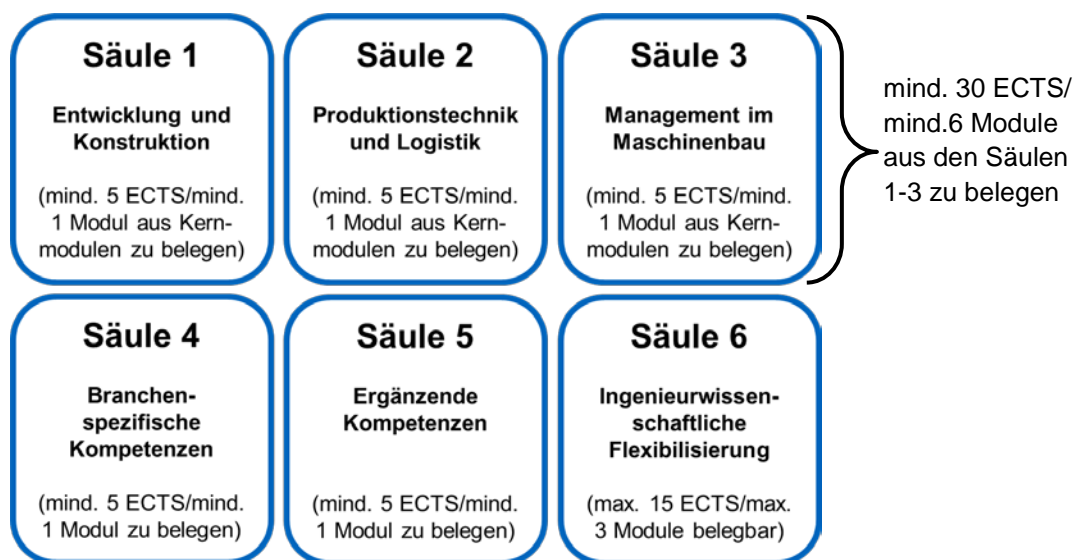 Säule 1
Entwicklung und
Konstruktion
(mind. 5 ECTS/mind.
1 Modul aus Kern-
modulen zu belegen)
Säule 2
Produktionstechnik
und Logistik
(mind. 5 ECTS/mind.
1 Modul aus Kern-
modulen zu belegen)
Säule 3
Management im
Maschinenbau
(mind. 5 ECTS/mind.
1 Modul aus Kern-
modulen zu belegen)
mind. 30 ECTS/
mind.6 Module
aus den Säulen
1-3 zu belegen
Säule 4
Branchen-
spezifische
Kompetenzen
(mind. 5 ECTS/mind.
1 Modul zu belegen)
Säule 5
Ergänzende
Kompetenzen
(mind. 5 ECTS/mind.
1 Modul zu belegen)
Säule 6
Ingenieurwissen-
schaftliche
Flexibilisierung
(max. 15 ECTS/max.
3 Module belegbar)